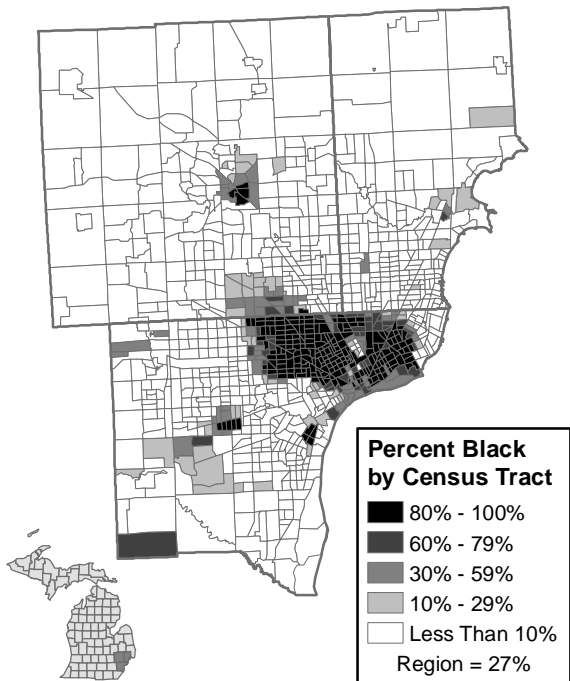 Percent Black
by Census Tract
80% - 100%
60% - 79%
30% - 59%
10% - 29%
Less Than 10%
Region = 27%